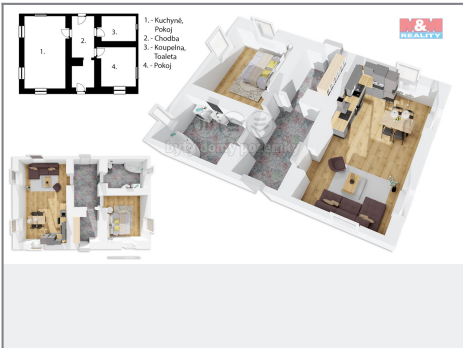 1. - Kuchyně,
Pokoj
2. - Chodba
3. - Koupelna,
Toaleta
4. - Pokoj
1.
2.
3.
4.
M&M
REALITY